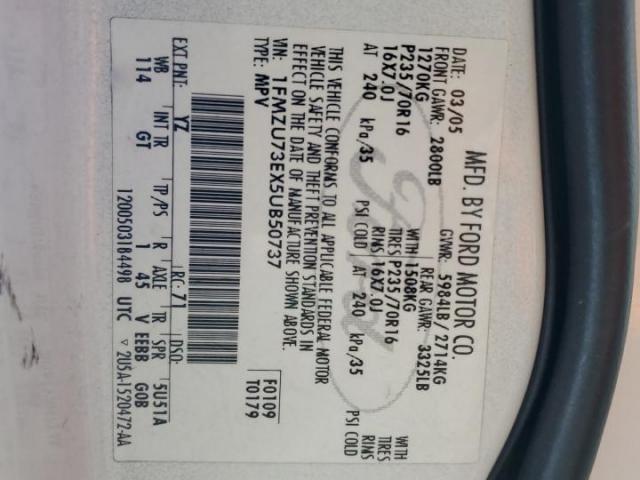 MFD. BY FORD MOTOR CO.
03/05 GVWR: 5984LB/ 2714KG
FRONT GAWR: 2800LB REAR GAWR: 3325LB
1270KG WITH 1508KG WITH
P235/70R16 TIRES P235/70R16 TIRES
16X7.0J RIMS 16X7.0J RIMS
AT 240 kPa/35 PSI COLD AT 240 kPa/35 PSI COLD
THIS VEHICLE CONFORMS TO ALL APPLICABLE FEDERAL MOTOR
VEHICLE SAFETY AND THEFT PREVENTION STANDARDS IN
EFFECT ON THE DATE OF MANUFACTURE SHOWN ABOVE.
VIN: 1FMZU73EX5UB50737 F0109
TYPE: MPV T0179
EXT PNT: YZ RC: 71 DSO:
WB INT TR TP/PS R AXLE TR SPR 5U51A
114 GT 1 45 V EEBB GOB
12005031B4498 UTC ▽ 2U5A-1520472-AA
Ford